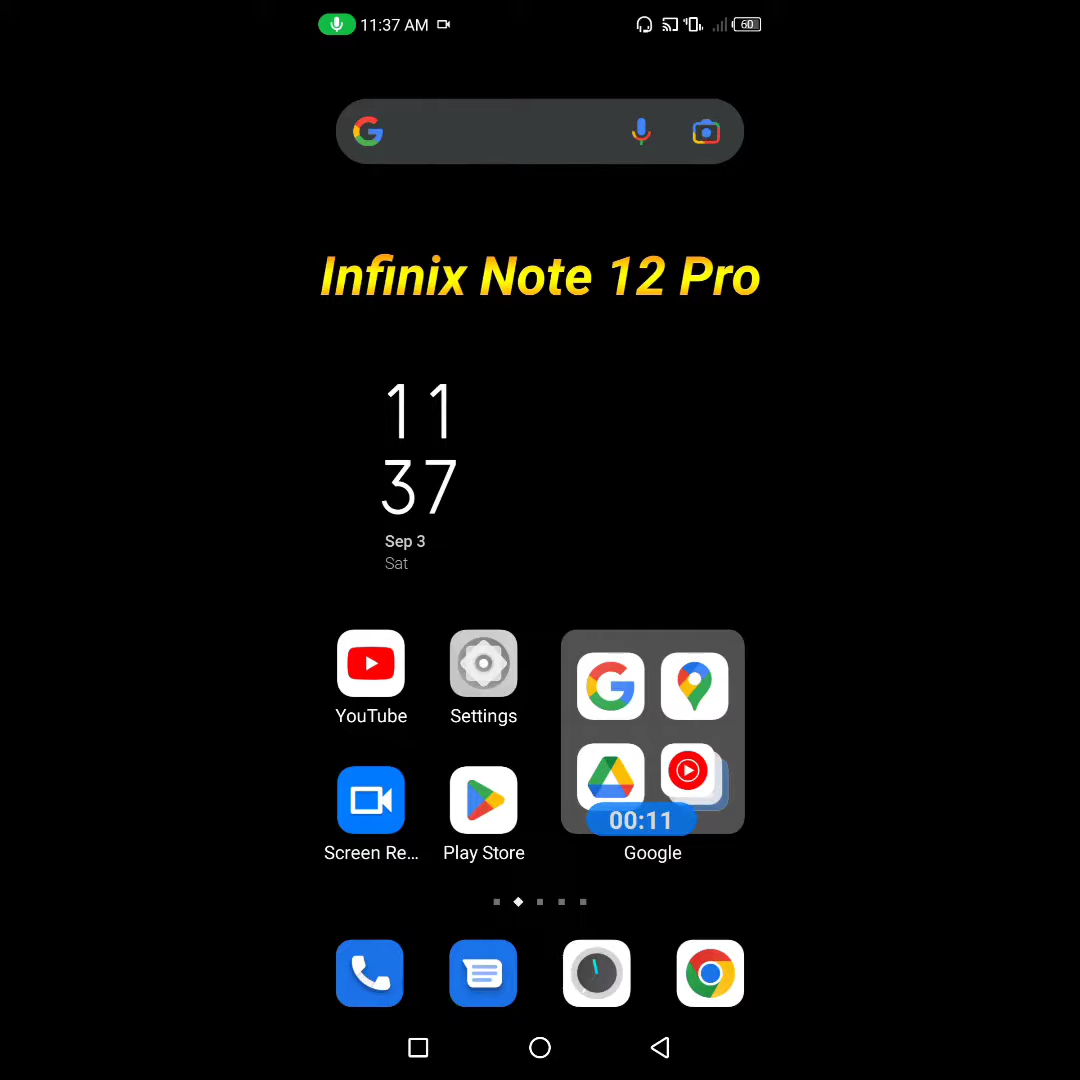 11:37 AM
60
Infinix Note 12 Pro
11
37
Sep 3
Sat
YouTube
Settings
00:11
Screen Re...
Play Store
Google